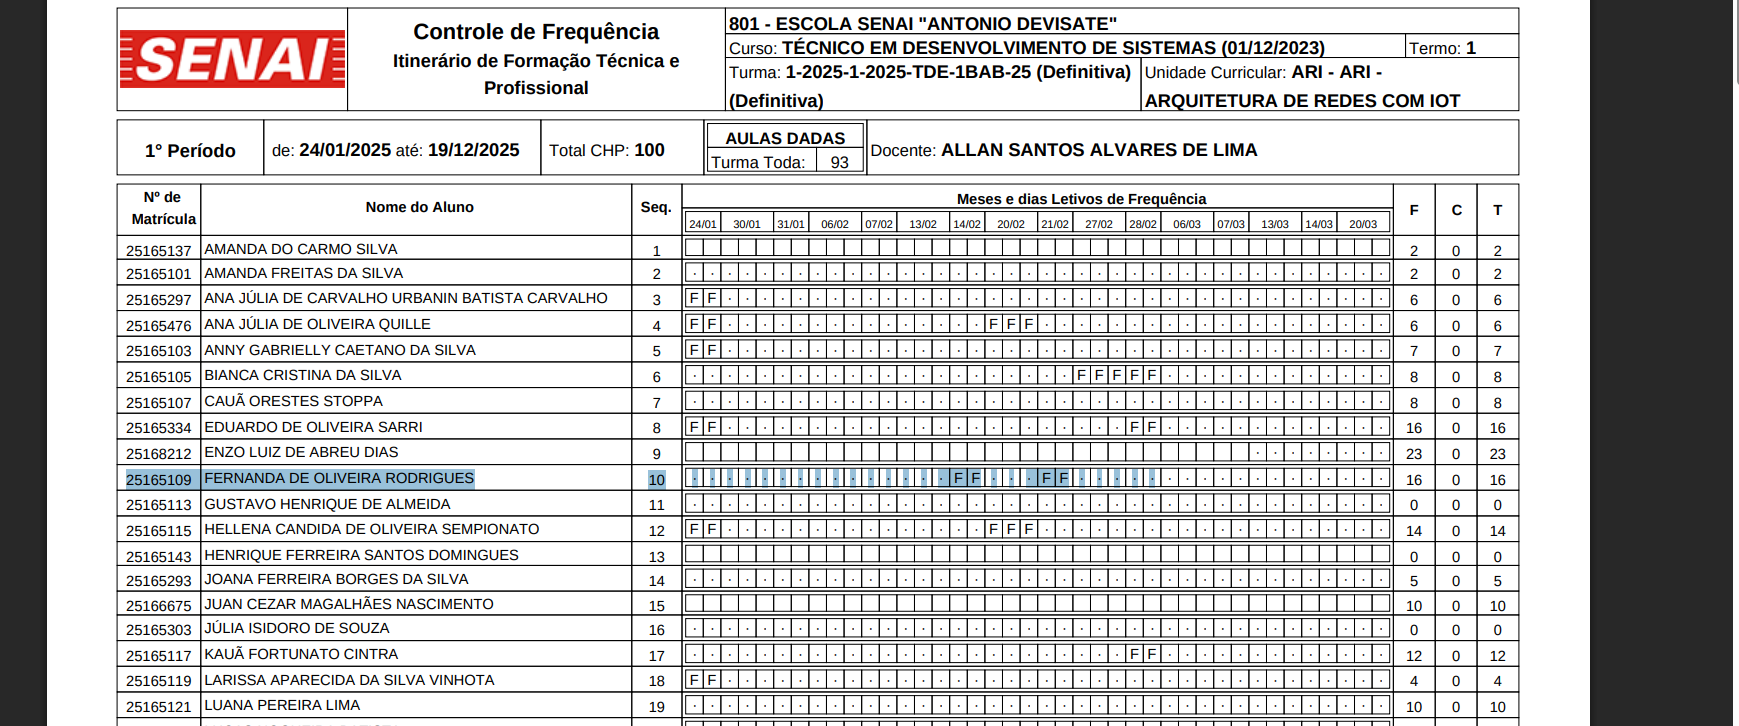 SENAI
Controle de Frequência
Itinerário de Formação Técnica e
Profissional
801 - ESCOLA SENAI "ANTONIO DEVISATE"
Curso: TÉCNICO EM DESENVOLVIMENTO DE SISTEMAS (01/12/2023) Termo: 1
Turma: 1-2025-1-2025-TDE-1BAB-25 (Definitiva)
(Definitiva)
Unidade Curricular: ARI - ARI -
ARQUITETURA DE REDES COM IOT
1° Período de: 24/01/2025 até: 19/12/2025 Total CHP: 100
AULAS DADAS
Turma Toda: 93
Docente: ALLAN SANTOS ALVARES DE LIMA
Nº de
Matrícula
Nome do Aluno Seq. Meses e dias Letivos de Frequência F C T
24/01 30/01 31/01 06/02 07/02 13/02 14/02 20/02 21/02 27/02 28/02 06/03 07/03 13/03 14/03 20/03
25165137 AMANDA DO CARMO SILVA 1 2 0 2
25165101 AMANDA FREITAS DA SILVA 2 . . . . . . . . . . . . . . . . . . . . . . . . . . . . . . . . . . . . . . . . 2 0 2
25165297 ANA JÚLIA DE CARVALHO URBANIN BATISTA CARVALHO 3 F F . . . . . . . . . . . . . . . . . . . . . . . . . . . . . . . . . . . . . . 6 0 6
25165476 ANA JÚLIA DE OLIVEIRA QUILLE 4 F F . . . . . . . . . . . . . . . F F F . . . . . . . . . . . . . . . . . . . . 6 0 6
25165103 ANNY GABRIELLY CAETANO DA SILVA 5 F F . . . . . . . . . . . . . . . . . . . . . . . . . . . . . . . . . . . . . . 7 0 7
25165105 BIANCA CRISTINA DA SILVA 6 . . . . . . . . . . . . . . . . . . . . . . F F F F F . . . . . . . . . . . . . 8 0 8
25165107 CAUÃ ORESTES STOPPA 7 . . . . . . . . . . . . . . . . . . . . . . . . . . . . . . . . . . . . . . . . 8 0 8
25165334 EDUARDO DE OLIVEIRA SARRI 8 F F . . . . . . . . . . . . . . . . . . . . . . . F F . . . . . . . . . . . . . 16 0 16
25168212 ENZO LUIZ DE ABREU DIAS 9 . . . . . . . . 23 0 23
25165109 FERNANDA DE OLIVEIRA RODRIGUES 10 . . . . . . . . . . . . . . . F F . . . F F . . . . . . . . . . . . . . . . . . 16 0 16
25165113 GUSTAVO HENRIQUE DE ALMEIDA 11 . . . . . . . . . . . . . . . . . . . . . . . . . . . . . . . . . . . . . . . . 0 0 0
25165115 HELLENA CANDIDA DE OLIVEIRA SEMPIONATO 12 F F . . . . . . . . . . . . . . . F F F . . . . . . . . . . . . . . . . . . . . 14 0 14
25165143 HENRIQUE FERREIRA SANTOS DOMINGUES 13 0 0 0
25165293 JOANA FERREIRA BORGES DA SILVA 14 . . . . . . . . . . . . . . . . . . . . . . . . . . . . . . . . . . . . . . . . 5 0 5
25166675 JUAN CEZAR MAGALHÃES NASCIMENTO 15 10 0 10
25165303 JÚLIA ISIDORO DE SOUZA 16 . . . . . . . . . . . . . . . . . . . . . . . . . . . . . . . . . . . . . . . . 0 0 0
25165117 KAUÃ FORTUNATO CINTRA 17 . . . . . . . . . . . . . . . . . . . . . . . . . F F . . . . . . . . . . . . . 12 0 12
25165119 LARISSA APARECIDA DA SILVA VINHOTA 18 F F . . . . . . . . . . . . . . . . . . . . . . . . . . . . . . . . . . . . . . 4 0 4
25165121 LUANA PEREIRA LIMA 19 . . . . . . . . . . . . . . . . . . . . . . . . . . . . . . . . . . . . . . . . 10 0 10